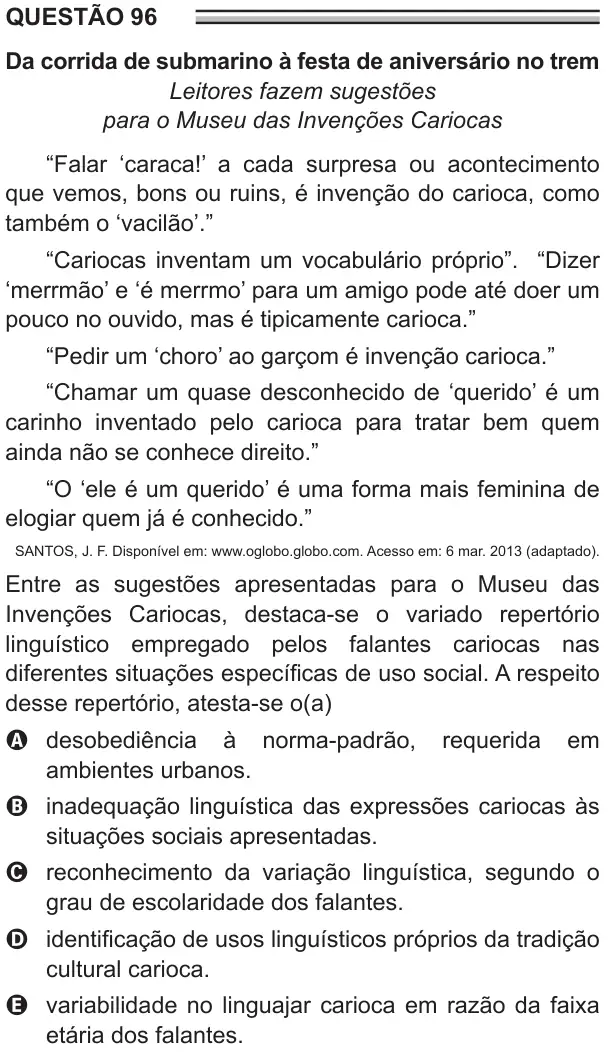 QUESTÃO 96
Da corrida de submarino à festa de aniversário no trem
Leitores fazem sugestões
para o Museu das Invenções Cariocas
“Falar ‘caraca!’ a cada surpresa ou acontecimento
que vemos, bons ou ruins, é invenção do carioca, como
também o ‘vacilão’.”
“Cariocas inventam um vocabulário próprio”. “Dizer
‘merrmão’ e ‘é merrmo’ para um amigo pode até doer um
pouco no ouvido, mas é tipicamente carioca.”
“Pedir um ‘choro’ ao garçom é invenção carioca.”
“Chamar um quase desconhecido de ‘querido’ é um
carinho inventado pelo carioca para tratar bem quem
ainda não se conhece direito.”
“O ‘ele é um querido’ é uma forma mais feminina de
elogiar quem já é conhecido.”
SANTOS, J. F. Disponível em: www.oglobo.globo.com. Acesso em: 6 mar. 2013 (adaptado).
Entre as sugestões apresentadas para o Museu das
Invenções Cariocas, destaca-se o variado repertório
linguístico empregado pelos falantes cariocas nas
diferentes situações específicas de uso social. A respeito
desse repertório, atesta-se o(a)
A desobediência à norma-padrão, requerida em
ambientes urbanos.
B inadequação linguística das expressões cariocas às
situações sociais apresentadas.
C reconhecimento da variação linguística, segundo o
grau de escolaridade dos falantes.
D identificação de usos linguísticos próprios da tradição
cultural carioca.
E variabilidade no linguajar carioca em razão da faixa
etária dos falantes.